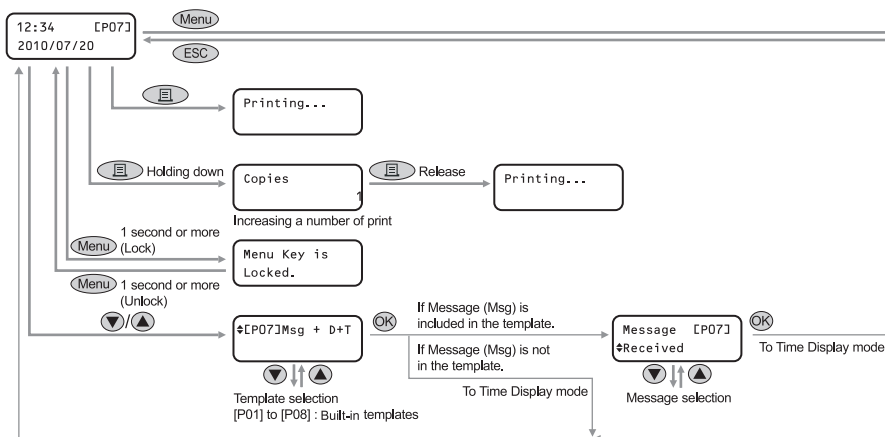 12:34 [P07]
2010/07/20
Menu
ESC
Printing...
Holding down
Copies
1
Increasing a number of print
Release
Printing...
Menu
1 second or more
(Lock)
Menu Key is
Locked.
Menu
1 second or more
(Unlock)
▼/▲
◆[P07]Msg + D+T
▼ ▲
Template selection
[P01] to [P08] : Built-in templates
OK
If Message (Msg) is
included in the template.
If Message (Msg) is not
in the template.
To Time Display mode
Message [P07]
◆Received
▼ ▲
Message selection
OK
To Time Display mode